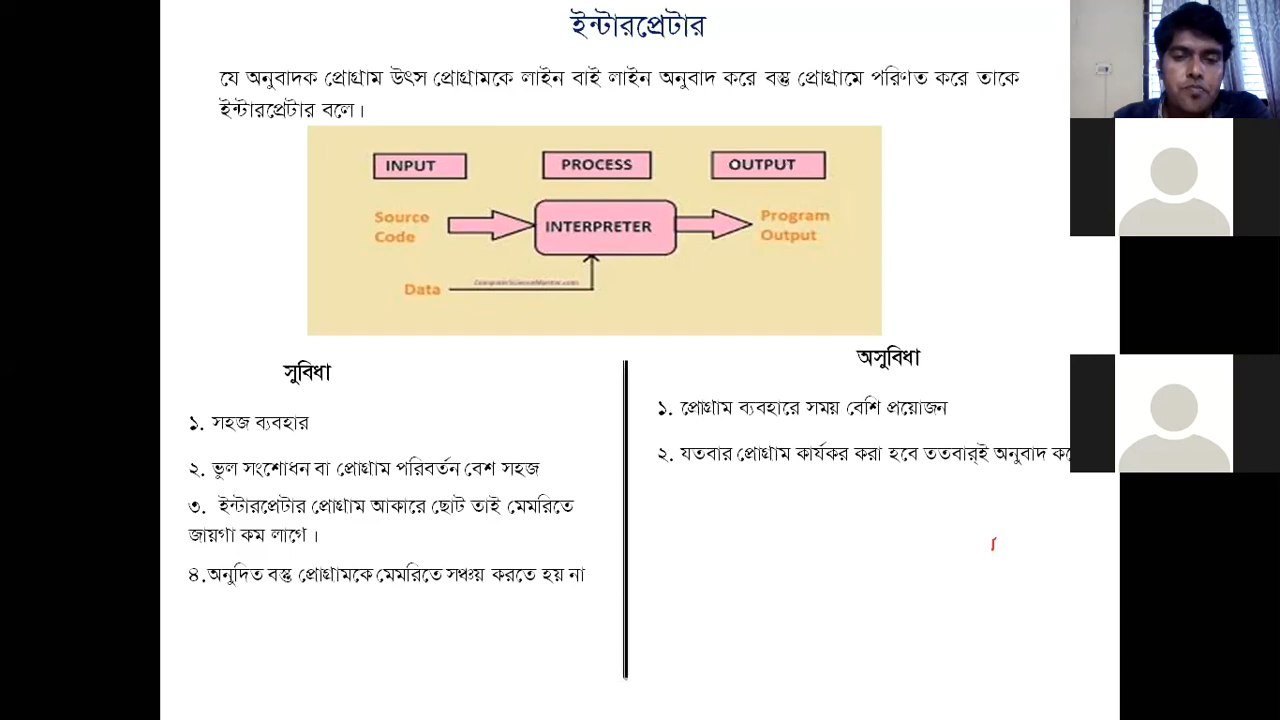 ইন্টারপ্রেটার
যে অনুবাদক প্রোগ্রাম উৎস প্রোগ্রামকে লাইন বাই লাইন অনুবাদ করে বস্তু প্রোগ্রামে পরিণত করে তাকে
ইন্টারপ্রেটার বলে।
INPUT PROCESS OUTPUT
Source Code
INTERPRETER
Program Output
Data
সুবিধা
১. সহজ ব্যবহার
২. ভুল সংশোধন বা প্রোগ্রাম পরিবর্তন বেশ সহজ
৩. ইন্টারপ্রেটার প্রোগ্রাম আকারে ছোট তাই মেমরিতে
জায়গা কম লাগে।
৪.অনুদিত বস্তু প্রোগ্রামকে মেমরিতে সঞ্চয় করতে হয় না
অসুবিধা
১. প্রোগ্রাম ব্যবহারে সময় বেশি প্রয়োজন
২. যতবার প্রোগ্রাম কার্যকর করা হবে ততবারই অনুবাদ